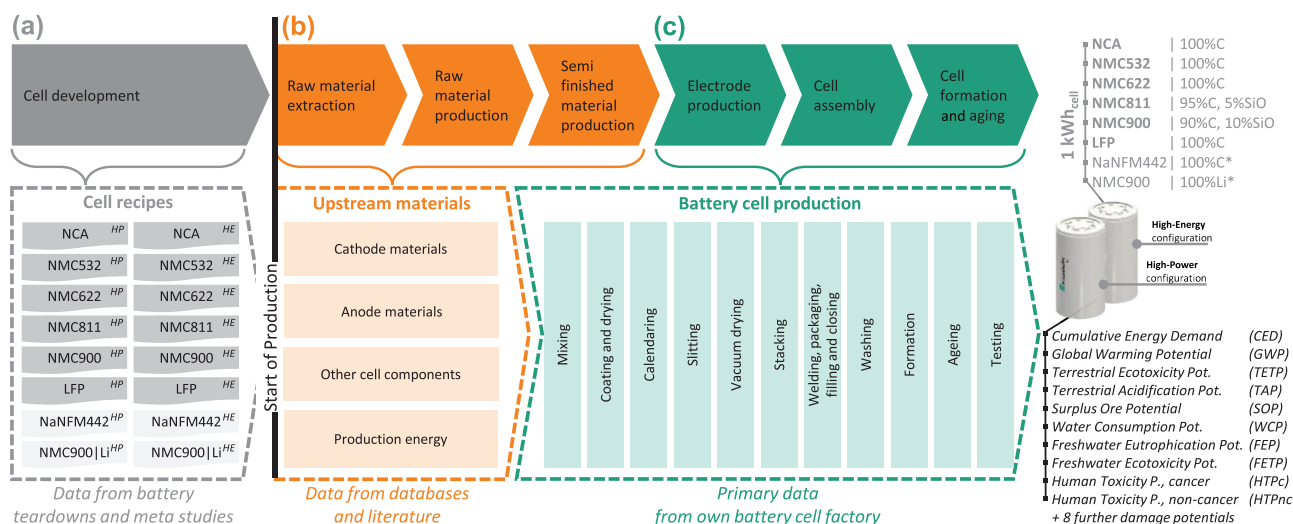 (a)
Cell development
Cell recipes
NCA HP
NCA HE
NMC532 HP
NMC532 HE
NMC622 HP
NMC622 HE
NMC811 HP
NMC811 HE
NMC900 HP
NMC900 HE
LFP HP
LFP HE
NaNFM442 HP
NaNFM442 HE
NMC900|Li HP
NMC900|Li HE
Data from battery
teardowns and meta studies
Start of Production
(b)
Raw material
extraction
Raw
material
production
Semi
finished
material
production
Upstream materials
Cathode materials
Anode materials
Other cell components
Production energy
Data from databases
and literature
(c)
Electrode
production
Cell
assembly
Cell
formation
and aging
Battery cell production
Mixing
Coating and drying
Calendaring
Slitting
Vacuum drying
Stacking
Welding, packaging,
filling and closing
Washing
Formation
Ageing
Testing
Primary data
from own battery cell factory
1 kWhcell
NCA | 100%C
NMC532 | 100%C
NMC622 | 100%C
NMC811 | 95%C, 5%SiO
NMC900 | 90%C, 10%SiO
LFP | 100%C
NaNFM442 | 100%C*
NMC900 | 100%Li*
High-Energy
configuration
High-Power
configuration
Cumulative Energy Demand (CED)
Global Warming Potential (GWP)
Terrestrial Ecotoxicity Pot. (TETP)
Terrestrial Acidification Pot. (TAP)
Surplus Ore Potential (SOP)
Water Consumption Pot. (WCP)
Freshwater Eutrophication Pot. (FEP)
Freshwater Ecotoxicity Pot. (FETP)
Human Toxicity P., cancer (HTPc)
Human Toxicity P., non-cancer (HTPnc
+ 8 further damage potentials